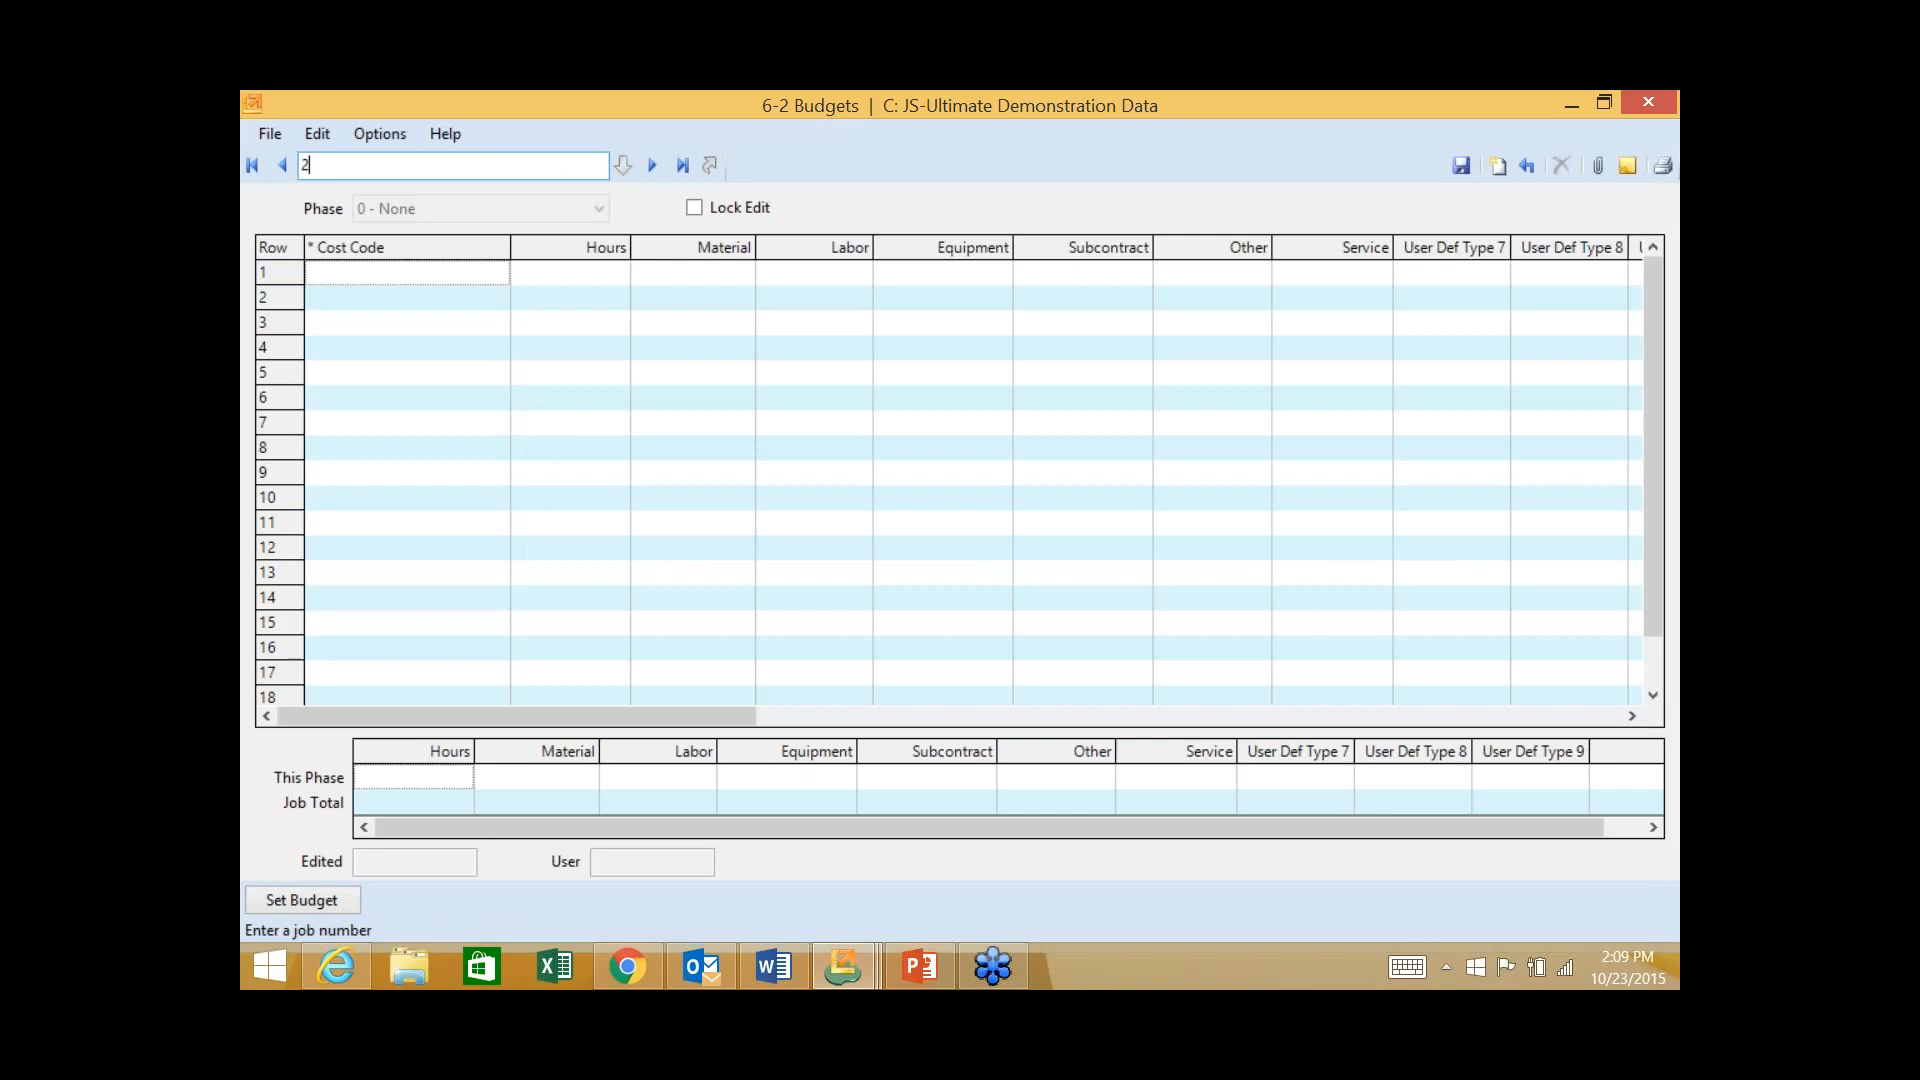 6-2 Budgets | C: JS-Ultimate Demonstration Data
File Edit Options Help
2
Phase 0 - None Lock Edit
Row * Cost Code Hours Material Labor Equipment Subcontract Other Service User Def Type 7 User Def Type 8
1
2
3
4
5
6
7
8
9
10
11
12
13
14
15
16
17
18
Hours Material Labor Equipment Subcontract Other Service User Def Type 7 User Def Type 8 User Def Type 9
This Phase
Job Total
Edited User
Set Budget
Enter a job number
2:09 PM
10/23/2015